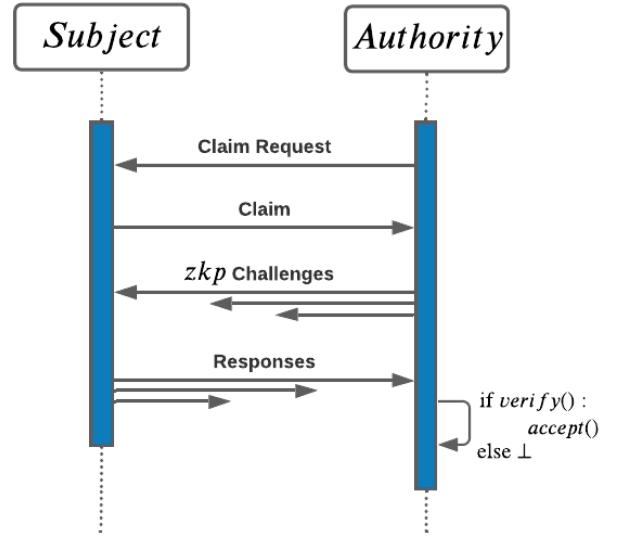 Subject
Authority
Claim Request
Claim
zkp Challenges
Responses
if verify() :
accept()
else ⊥